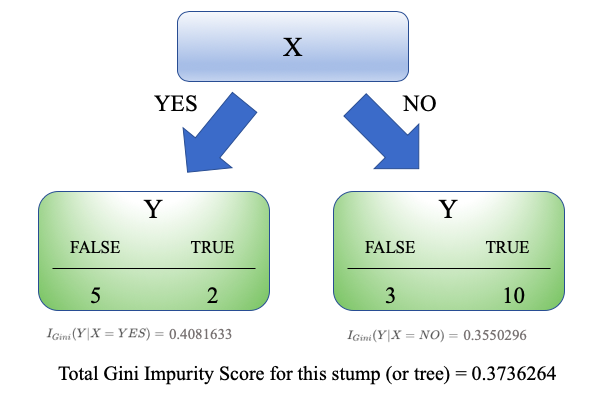 X
YES NO
Y Y
FALSE TRUE FALSE TRUE
5 2 3 10
I_{Gini}(Y|X = YES) = 0.4081633 I_{Gini}(Y|X = NO) = 0.3550296
Total Gini Impurity Score for this stump (or tree) = 0.3736264